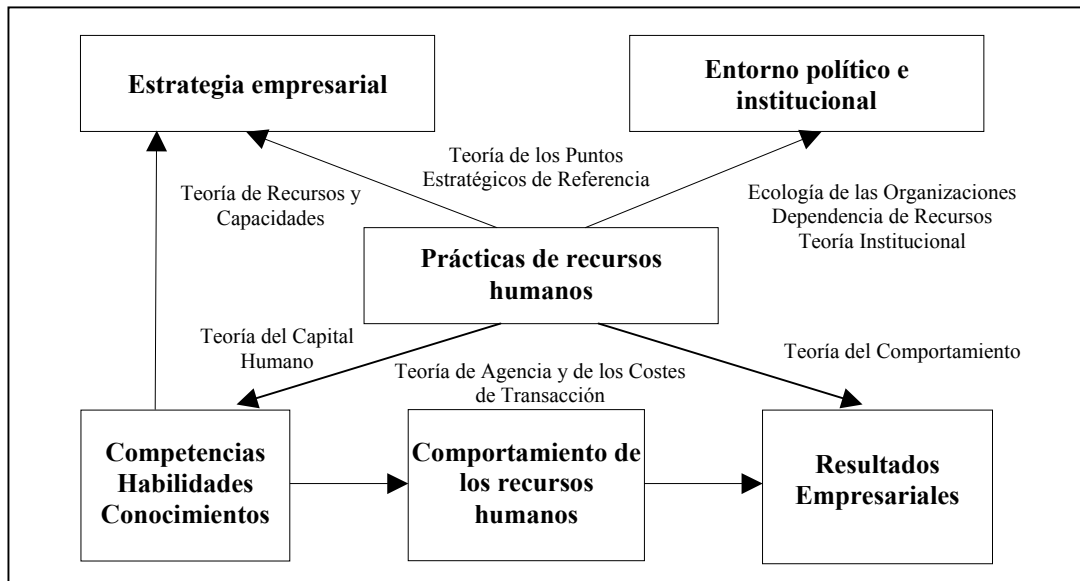 Estrategia empresarial
Entorno político e
institucional
Teoría de los Puntos
Estratégicos de Referencia
Teoría de Recursos y
Capacidades
Ecología de las Organizaciones
Dependencia de Recursos
Teoría Institucional
Prácticas de recursos
humanos
Teoría del Capital
Humano
Teoría del Comportamiento
Teoría de Agencia y de los Costes
de Transacción
Competencias
Habilidades
Conocimientos
Comportamiento de
los recursos
humanos
Resultados
Empresariales